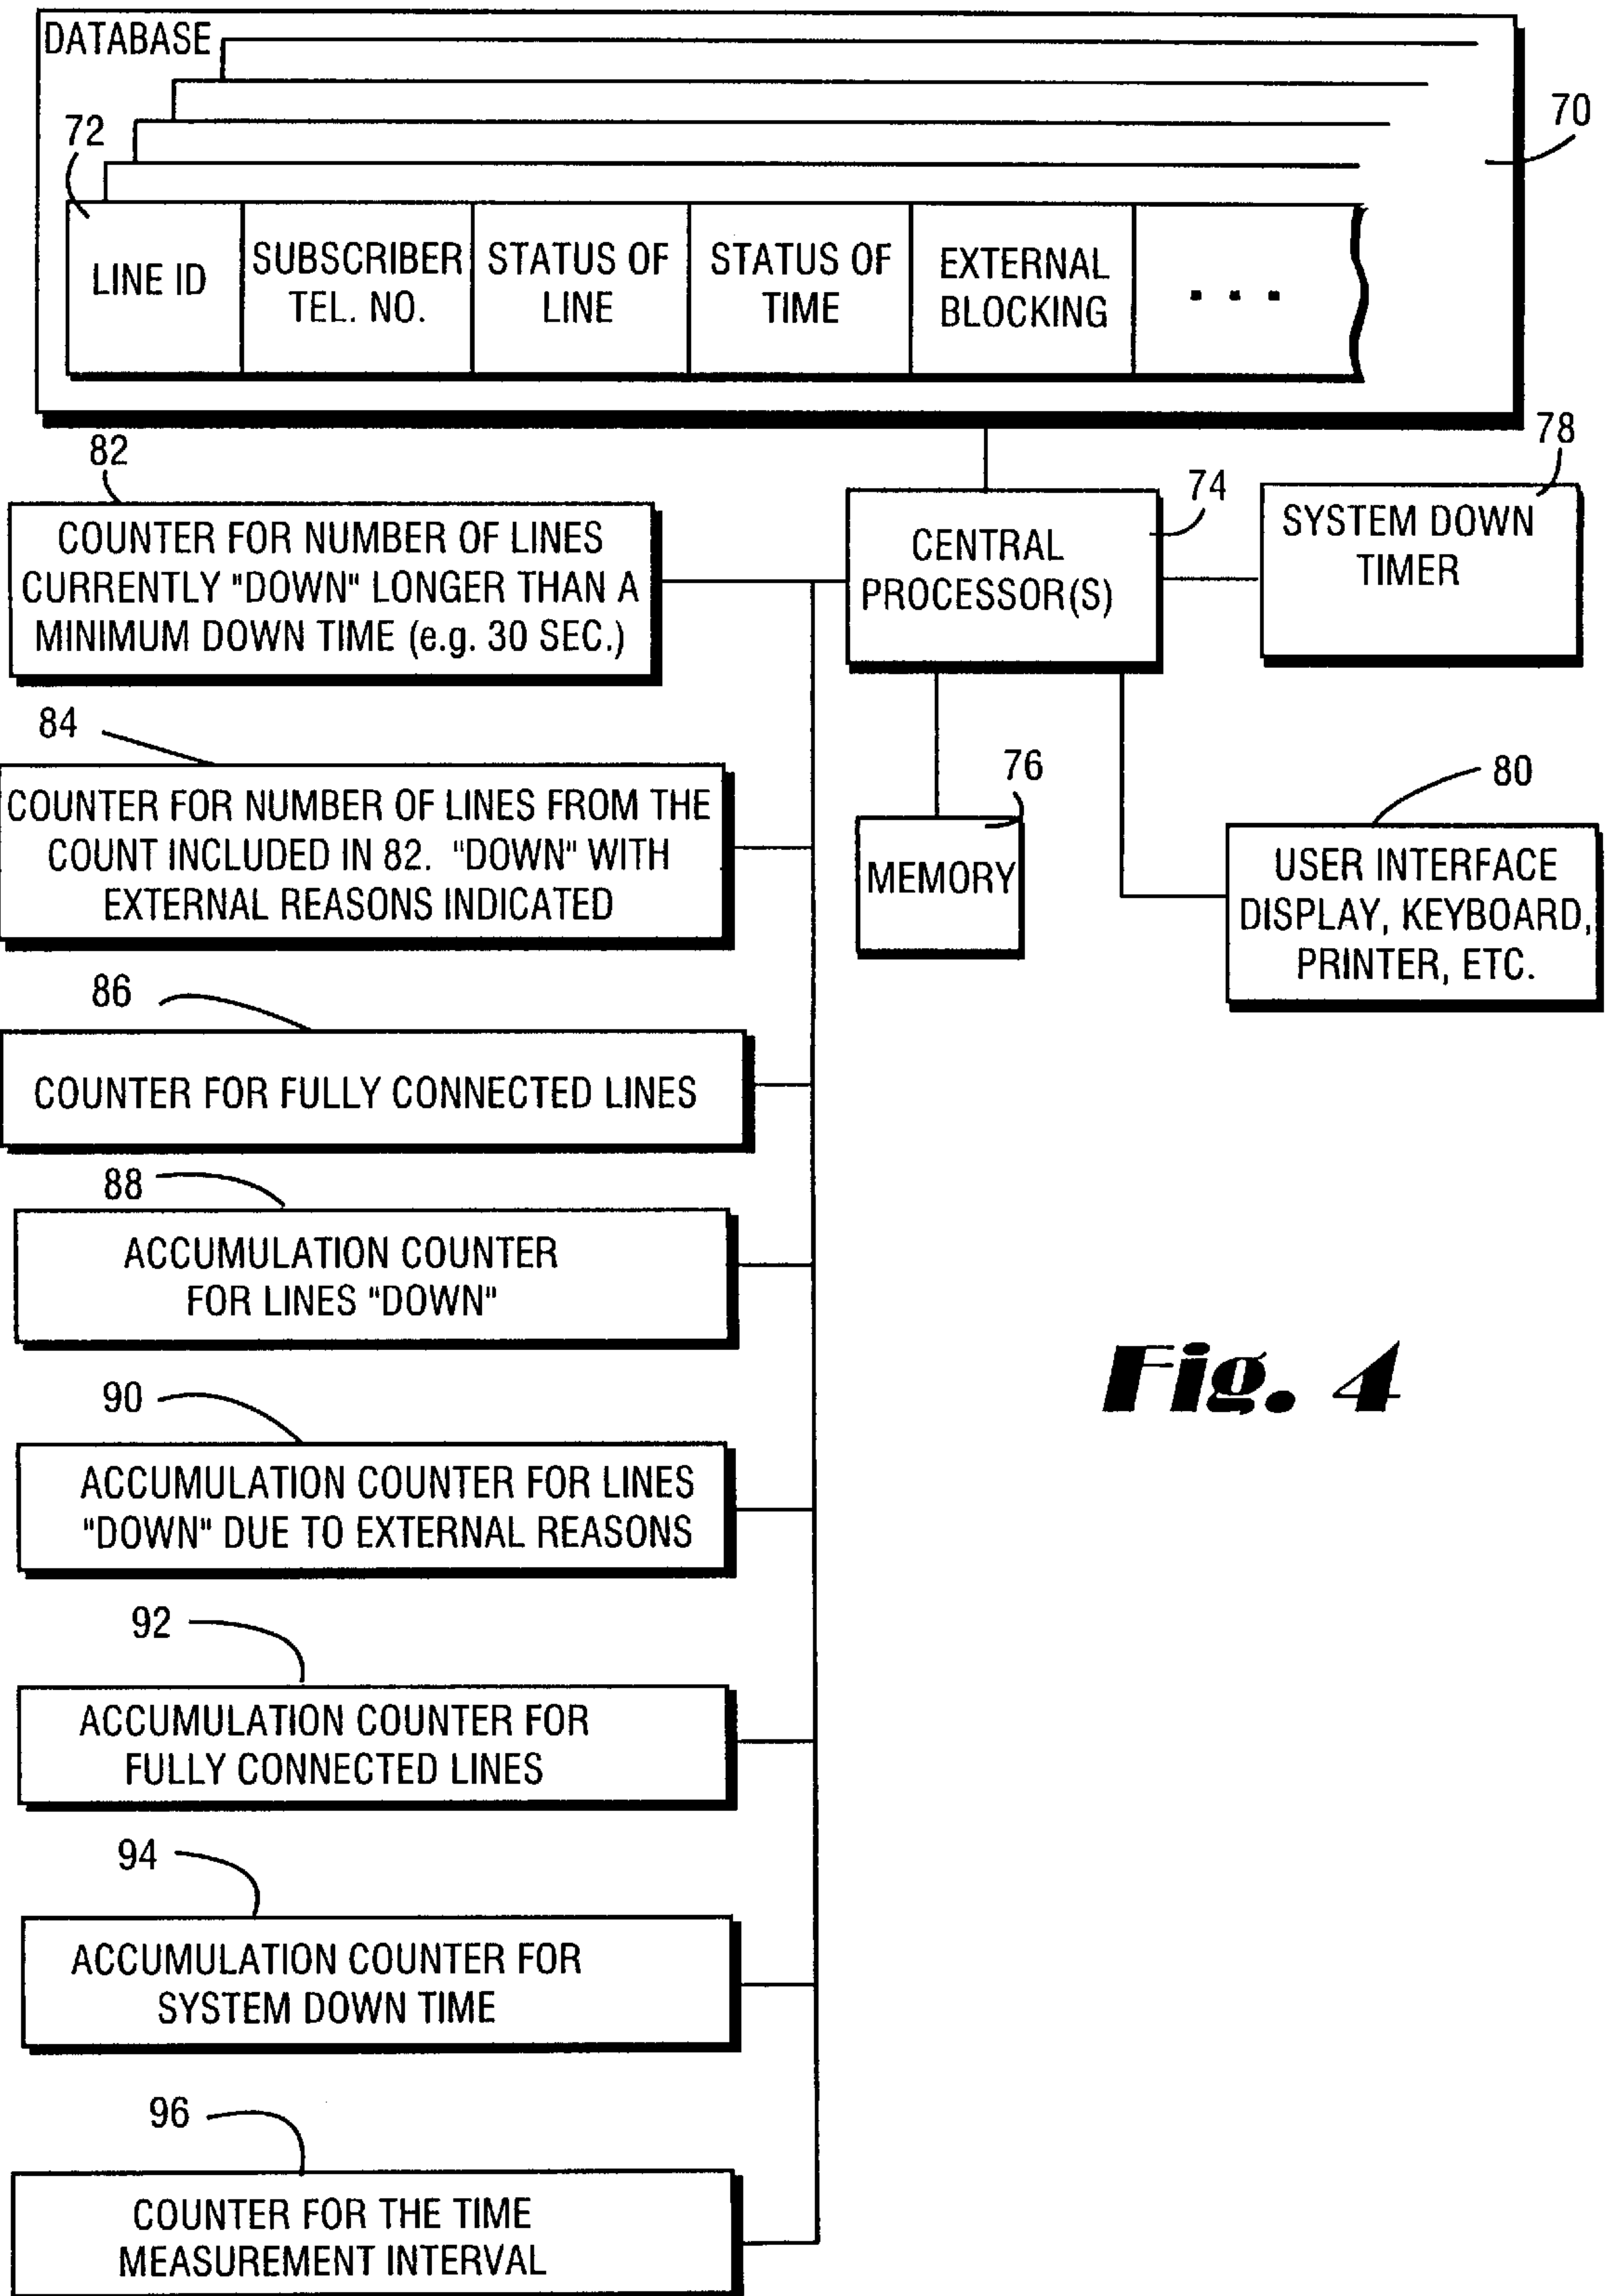 DATABASE
70
72
LINE ID
SUBSCRIBER
TEL. NO.
STATUS OF
LINE
STATUS OF
TIME
EXTERNAL
BLOCKING
...
82
COUNTER FOR NUMBER OF LINES
CURRENTLY "DOWN" LONGER THAN A
MINIMUM DOWN TIME (e.g. 30 SEC.)
74
CENTRAL
PROCESSOR(S)
78
SYSTEM DOWN
TIMER
84
COUNTER FOR NUMBER OF LINES FROM THE
COUNT INCLUDED IN 82. "DOWN" WITH
EXTERNAL REASONS INDICATED
76
MEMORY
80
USER INTERFACE
DISPLAY, KEYBOARD,
PRINTER, ETC.
86
COUNTER FOR FULLY CONNECTED LINES
88
ACCUMULATION COUNTER
FOR LINES "DOWN"
90
ACCUMULATION COUNTER FOR LINES
"DOWN" DUE TO EXTERNAL REASONS
92
ACCUMULATION COUNTER FOR
FULLY CONNECTED LINES
94
ACCUMULATION COUNTER FOR
SYSTEM DOWN TIME
96
COUNTER FOR THE TIME
MEASUREMENT INTERVAL
Fig. 4